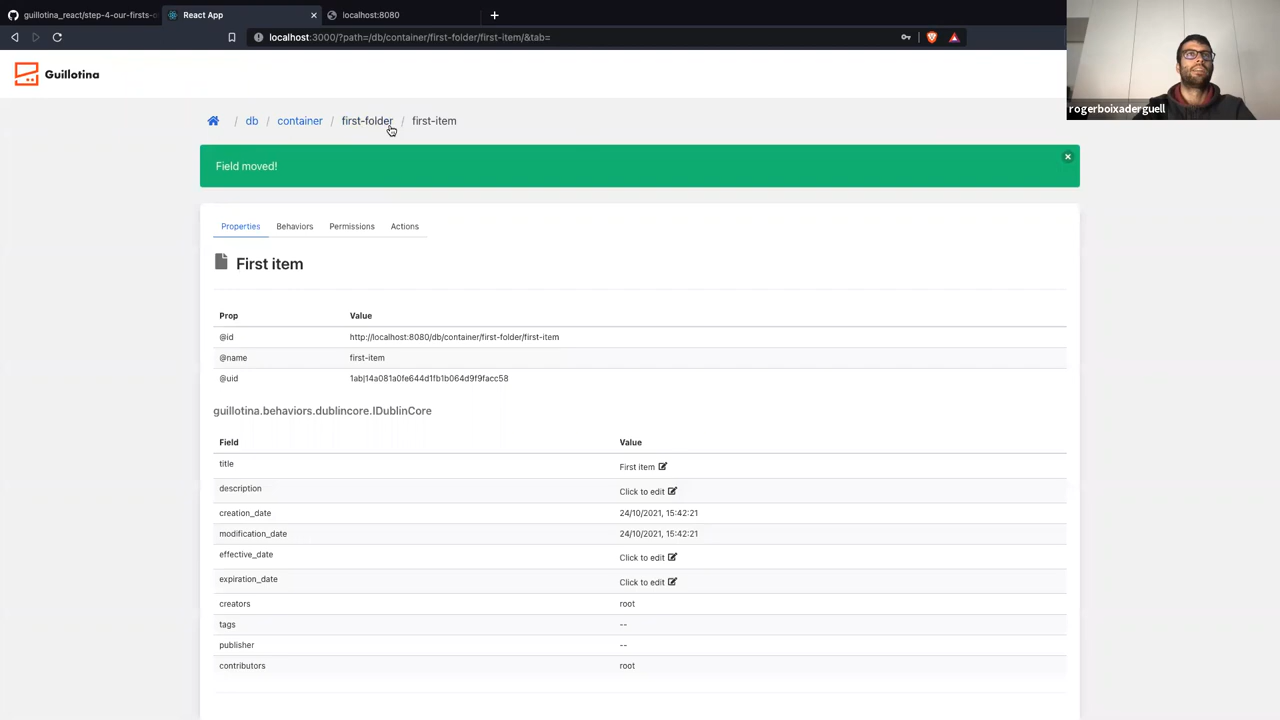 guillotina_react/step-4-our-firsts-
React App
localhost:8080
localhost:3000/?path=/db/container/first-folder/first-item/&tab=
rogerboixaderguell
Guillotina
/ db / container / first-folder / first-item
Field moved!
Properties Behaviors Permissions Actions
First item
Prop Value
@id http://localhost:8080/db/container/first-folder/first-item
@name first-item
@uid 1ab|14a081a0fe644d1fb1b064d9f9facc58
guillotina.behaviors.dublincore.IDublinCore
Field Value
title First item
description Click to edit
creation_date 24/10/2021, 15:42:21
modification_date 24/10/2021, 15:42:21
effective_date Click to edit
expiration_date Click to edit
creators root
tags --
publisher --
contributors root